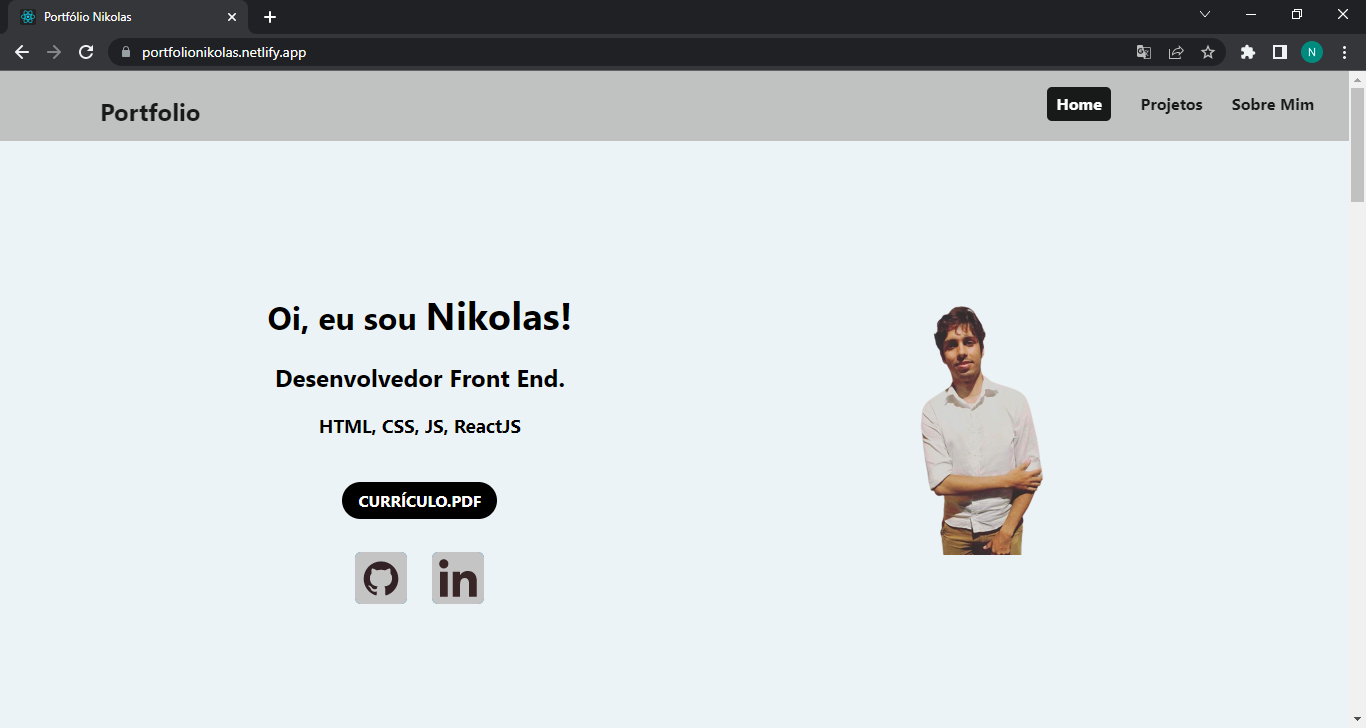 Portfólio Nikolas
portfolionikolas.netlify.app
N
Portfolio
Home Projetos Sobre Mim
Oi, eu sou Nikolas!
Desenvolvedor Front End.
HTML, CSS, JS, ReactJS
CURRÍCULO.PDF
in